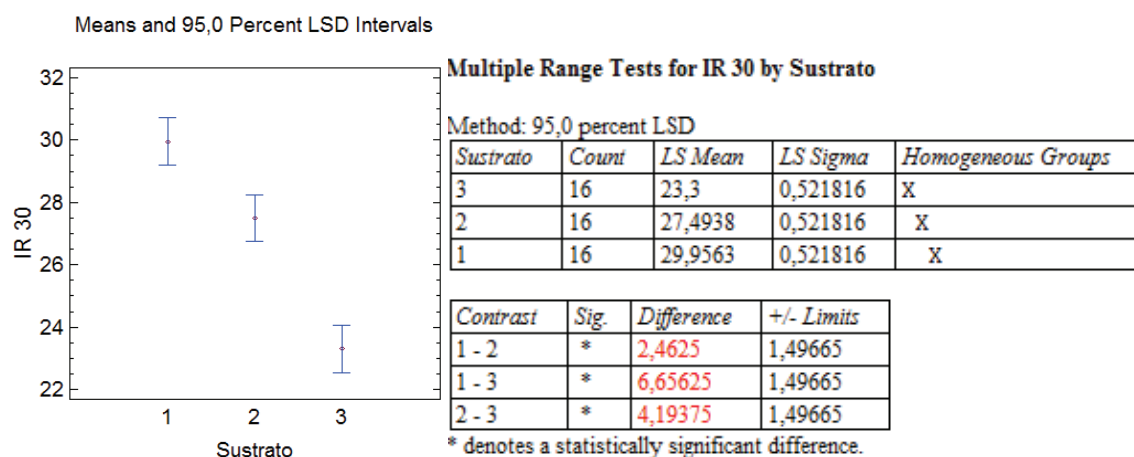 Means and 95,0 Percent LSD Intervals
32
30
28
26
24
22
IR 30
1 2 3
Sustrato
Multiple Range Tests for IR 30 by Sustrato
Method: 95,0 percent LSD
Sustrato Count LS Mean LS Sigma Homogeneous Groups
3 16 23,3 0,521816 X
2 16 27,4938 0,521816 X
1 16 29,9563 0,521816 X
Contrast Sig. Difference +/- Limits
1 - 2 * 2,4625 1,49665
1 - 3 * 6,65625 1,49665
2 - 3 * 4,19375 1,49665
* denotes a statistically significant difference.